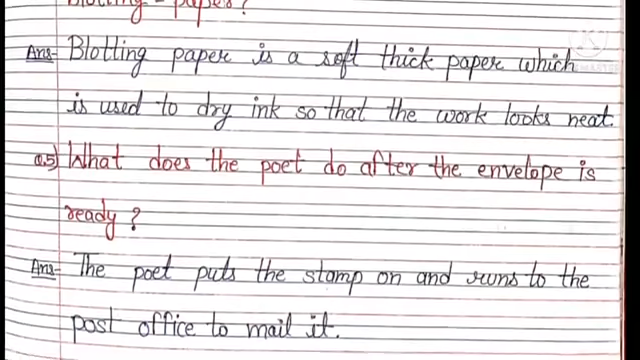 Blotting - paper?
Ans- Blotting paper is a soft thick paper which
is used to dry ink so that the work looks neat.
Q.5) What does the poet do after the envelope is
ready?
Ans- The poet puts the stamp on and runs to the
post office to mail it.